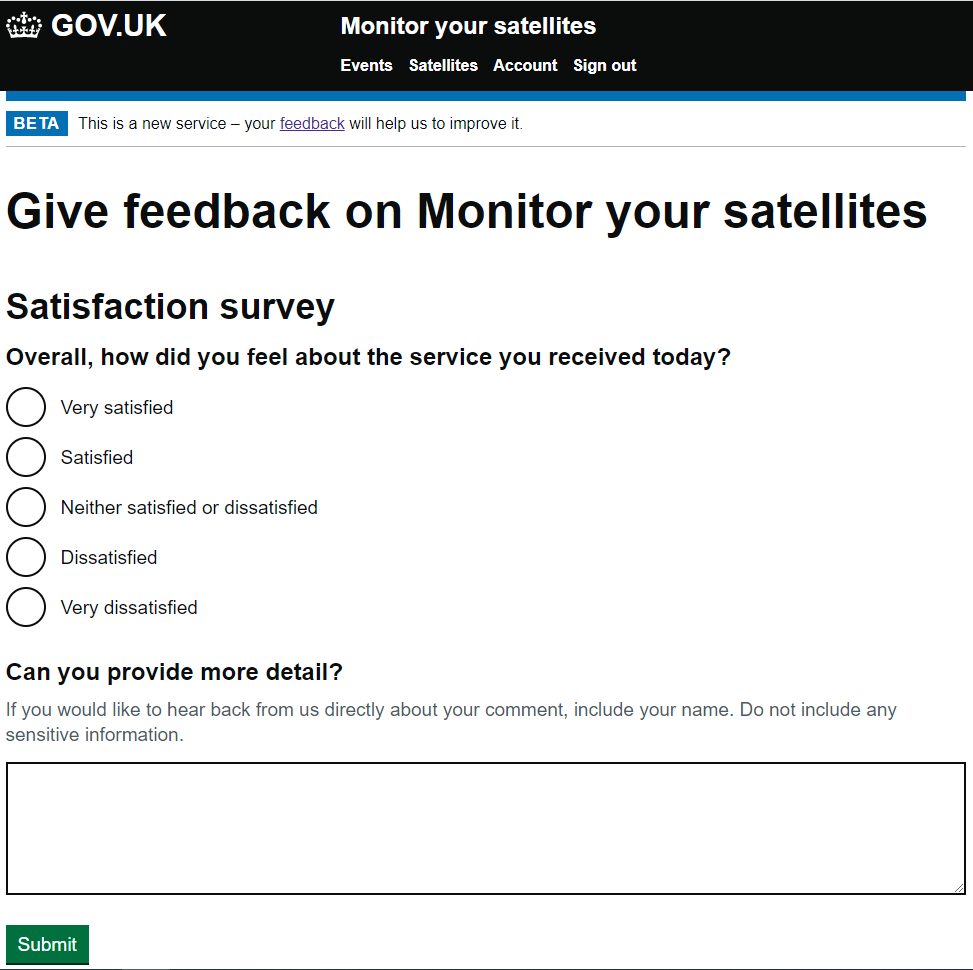 GOV.UK
Monitor your satellites
Events Satellites Account Sign out
BETA This is a new service – your feedback will help us to improve it.
Give feedback on Monitor your satellites
Satisfaction survey
Overall, how did you feel about the service you received today?
Very satisfied
Satisfied
Neither satisfied or dissatisfied
Dissatisfied
Very dissatisfied
Can you provide more detail?
If you would like to hear back from us directly about your comment, include your name. Do not include any
sensitive information.
Submit